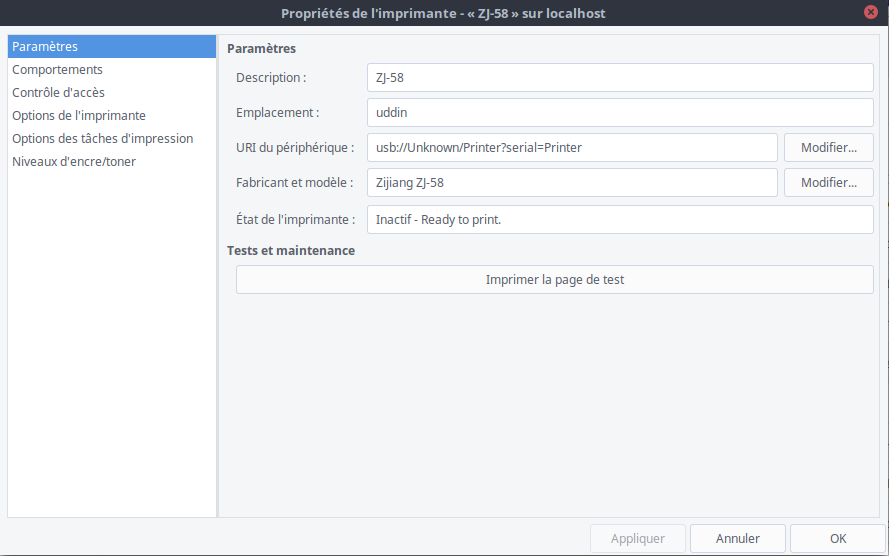 Propriétés de l'imprimante - « ZJ-58 » sur localhost
Paramètres
Comportements
Contrôle d'accès
Options de l'imprimante
Options des tâches d'impression
Niveaux d'encre/toner
Paramètres
Description : ZJ-58
Emplacement : uddin
URI du périphérique : usb://Unknown/Printer?serial=Printer Modifier...
Fabricant et modèle : Zijiang ZJ-58 Modifier...
État de l'imprimante : Inactif - Ready to print.
Tests et maintenance
Imprimer la page de test
Appliquer Annuler OK